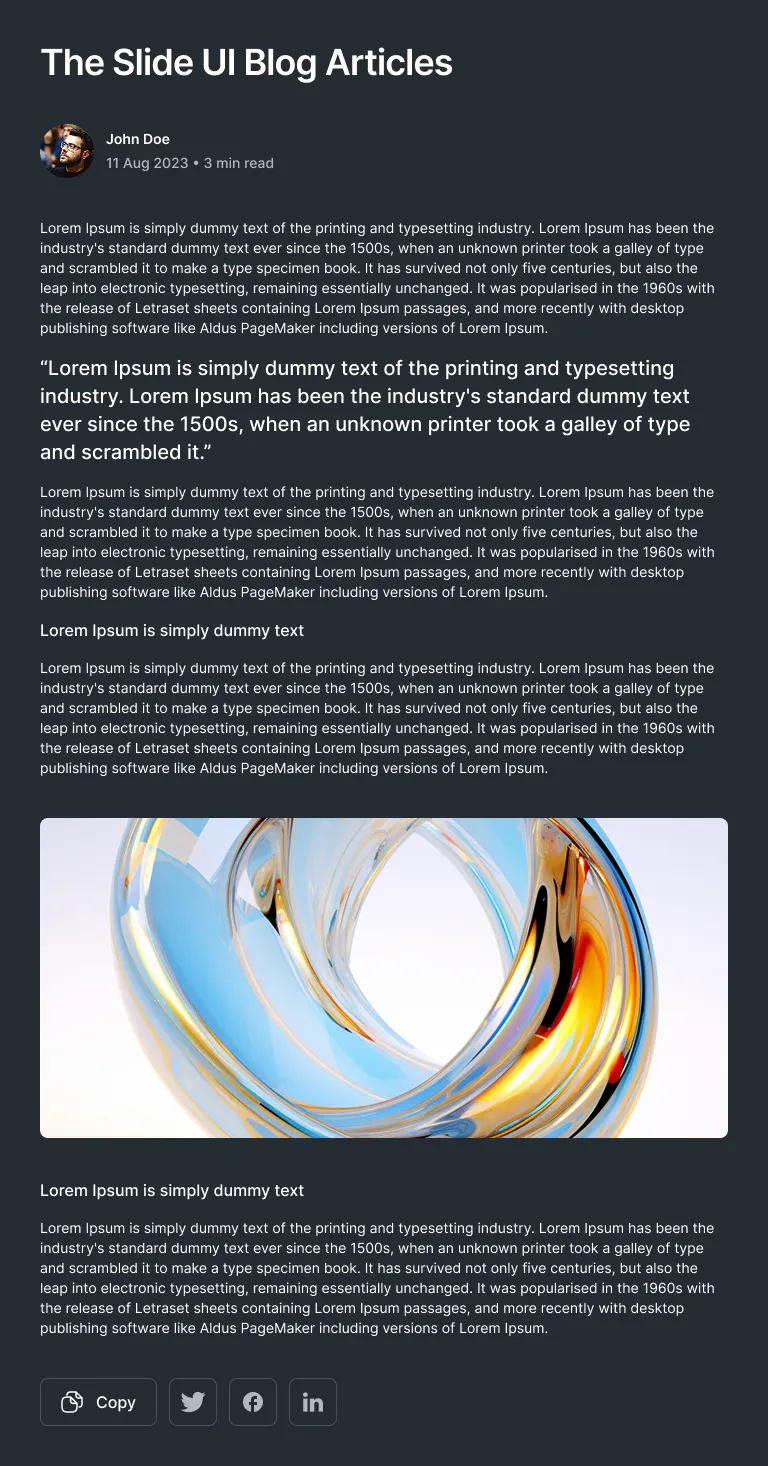 The Slide UI Blog Articles
John Doe
11 Aug 2023 • 3 min read
Lorem Ipsum is simply dummy text of the printing and typesetting industry. Lorem Ipsum has been the
industry's standard dummy text ever since the 1500s, when an unknown printer took a galley of type
and scrambled it to make a type specimen book. It has survived not only five centuries, but also the
leap into electronic typesetting, remaining essentially unchanged. It was popularised in the 1960s with
the release of Letraset sheets containing Lorem Ipsum passages, and more recently with desktop
publishing software like Aldus PageMaker including versions of Lorem Ipsum.
“Lorem Ipsum is simply dummy text of the printing and typesetting
industry. Lorem Ipsum has been the industry's standard dummy text
ever since the 1500s, when an unknown printer took a galley of type
and scrambled it.”
Lorem Ipsum is simply dummy text of the printing and typesetting industry. Lorem Ipsum has been the
industry's standard dummy text ever since the 1500s, when an unknown printer took a galley of type
and scrambled it to make a type specimen book. It has survived not only five centuries, but also the
leap into electronic typesetting, remaining essentially unchanged. It was popularised in the 1960s with
the release of Letraset sheets containing Lorem Ipsum passages, and more recently with desktop
publishing software like Aldus PageMaker including versions of Lorem Ipsum.
Lorem Ipsum is simply dummy text
Lorem Ipsum is simply dummy text of the printing and typesetting industry. Lorem Ipsum has been the
industry's standard dummy text ever since the 1500s, when an unknown printer took a galley of type
and scrambled it to make a type specimen book. It has survived not only five centuries, but also the
leap into electronic typesetting, remaining essentially unchanged. It was popularised in the 1960s with
the release of Letraset sheets containing Lorem Ipsum passages, and more recently with desktop
publishing software like Aldus PageMaker including versions of Lorem Ipsum.
Lorem Ipsum is simply dummy text
Lorem Ipsum is simply dummy text of the printing and typesetting industry. Lorem Ipsum has been the
industry's standard dummy text ever since the 1500s, when an unknown printer took a galley of type
and scrambled it to make a type specimen book. It has survived not only five centuries, but also the
leap into electronic typesetting, remaining essentially unchanged. It was popularised in the 1960s with
the release of Letraset sheets containing Lorem Ipsum passages, and more recently with desktop
publishing software like Aldus PageMaker including versions of Lorem Ipsum.
Copy